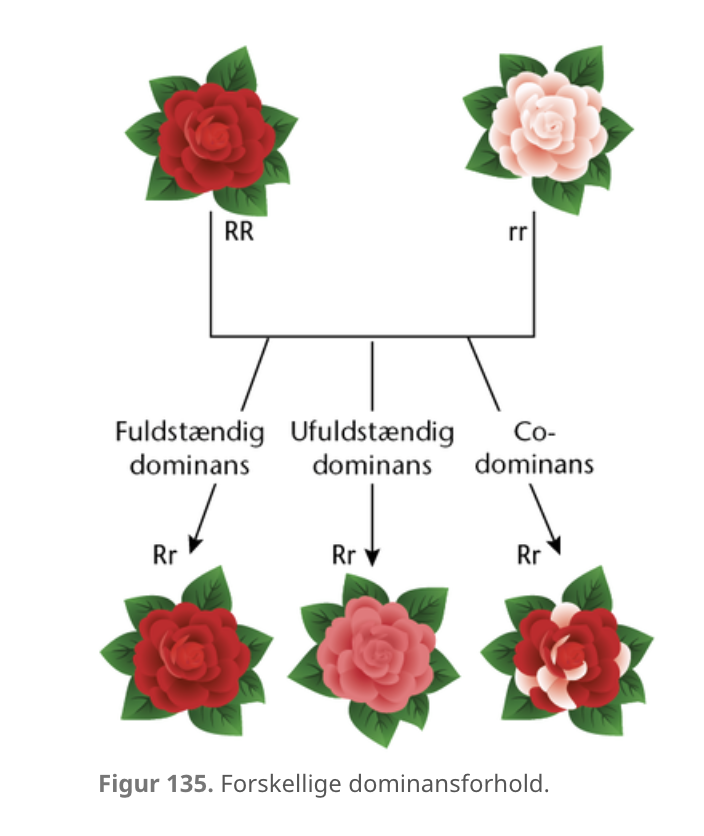 RR
rr
Fuldstændig
dominans
Ufuldstændig
dominans
Co-
dominans
Rr
Rr
Rr
Figur 135. Forskellige dominansforhold.